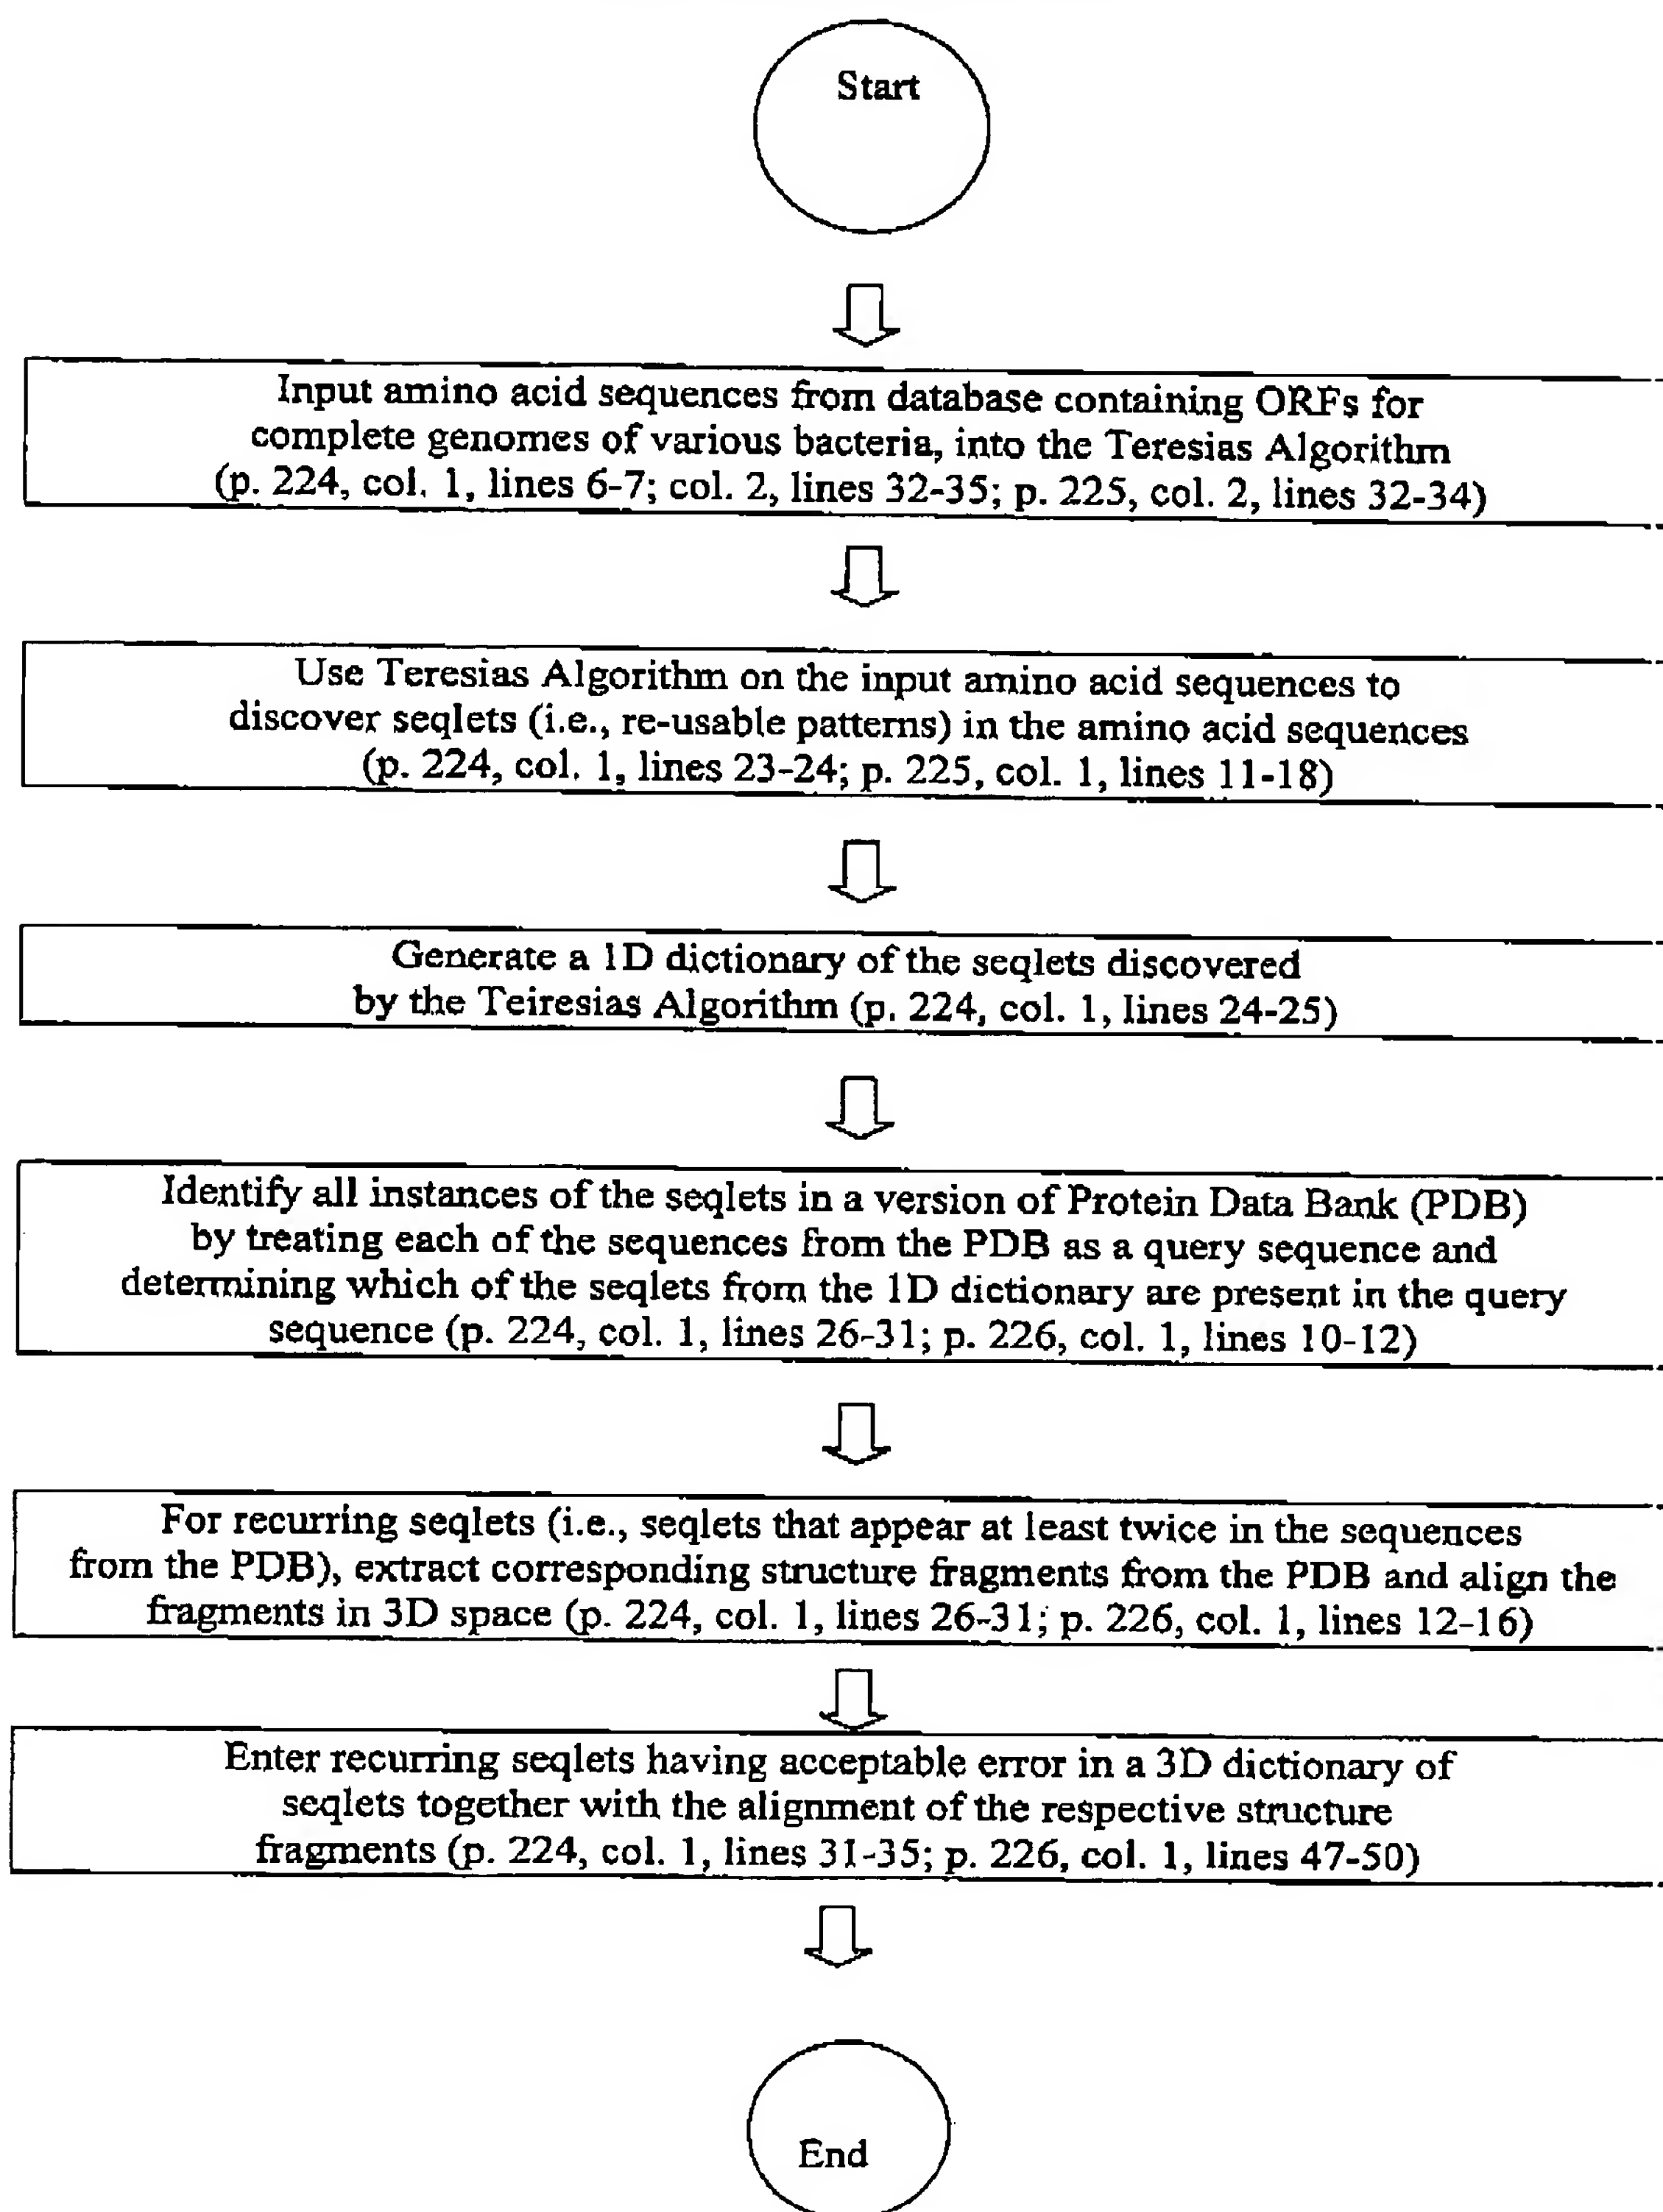 Start
Input amino acid sequences from database containing ORFs for
complete genomes of various bacteria, into the Teresias Algorithm
(p. 224, col. 1, lines 6-7; col. 2, lines 32-35; p. 225, col. 2, lines 32-34)
Use Teresias Algorithm on the input amino acid sequences to
discover seqlets (i.e., re-usable patterns) in the amino acid sequences
(p. 224, col. 1, lines 23-24; p. 225, col. 1, lines 11-18)
Generate a 1D dictionary of the seqlets discovered
by the Teiresias Algorithm (p. 224, col. 1, lines 24-25)
Identify all instances of the seqlets in a version of Protein Data Bank (PDB)
by treating each of the sequences from the PDB as a query sequence and
determining which of the seqlets from the 1D dictionary are present in the query
sequence (p. 224, col. 1, lines 26-31; p. 226, col. 1, lines 10-12)
For recurring seqlets (i.e., seqlets that appear at least twice in the sequences
from the PDB), extract corresponding structure fragments from the PDB and align the
fragments in 3D space (p. 224, col. 1, lines 26-31; p. 226, col. 1, lines 12-16)
Enter recurring seqlets having acceptable error in a 3D dictionary of
seqlets together with the alignment of the respective structure
fragments (p. 224, col. 1, lines 31-35; p. 226, col. 1, lines 47-50)
End